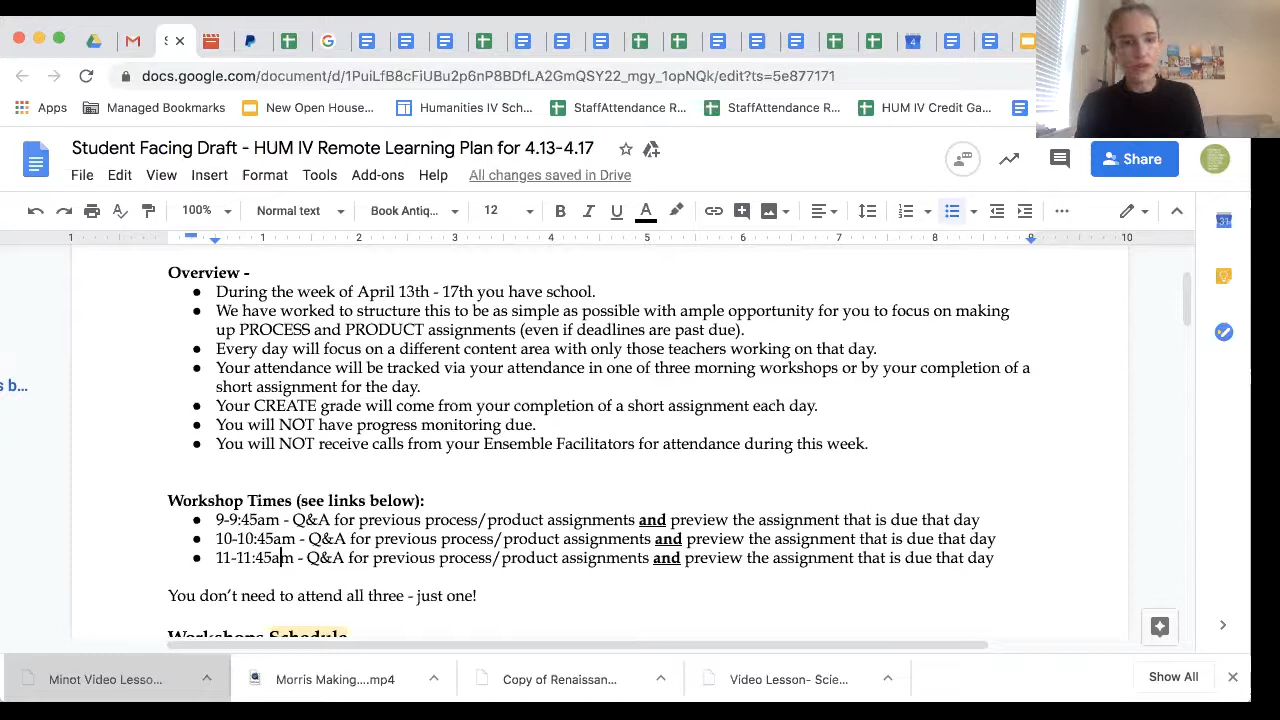 S
docs.google.com/document/d/1PuiLfB8cFiUBu2p6nP8BDfLA2GmQSY22_mgy_1opNQk/edit?ts=5e877171
Apps Managed Bookmarks New Open Ho... Humanities IV Sch... StaffAttendance R... StaffAttendance R... HUM IV Credit Ga...
Student Facing Draft - HUM IV Remote Learning Plan for 4.13-4.17
Share
File Edit View Insert Format Tools Add-ons Help All changes saved in Drive
100% Normal text Book Antiq... 12 B I U A
1 1 2 3 4 5 6 7 8 9 10
31
Overview -
● During the week of April 13th - 17th you have school.
● We have worked to structure this to be as simple as possible with ample opportunity for you to focus on making
up PROCESS and PRODUCT assignments (even if deadlines are past due).
● Every day will focus on a different content area with only those teachers working on that day.
● Your attendance will be tracked via your attendance in one of three morning workshops or by your completion of a
short assignment for the day.
s b...
● Your CREATE grade will come from your completion of a short assignment each day.
● You will NOT have progress monitoring due.
● You will NOT receive calls from your Ensemble Facilitators for attendance during this week.
Workshop Times (see links below):
● 9-9:45am - Q&A for previous process/product assignments and preview the assignment that is due that day
● 10-10:45am - Q&A for previous process/product assignments and preview the assignment that is due that day
● 11-11:45am - Q&A for previous process/product assignments and preview the assignment that is due that day
You don't need to attend all three - just one!
Workshops Schedule
Minot Video Lesso... Morris Making....mp4 Copy of Renaissan... Video Lesson- Scie... Show All